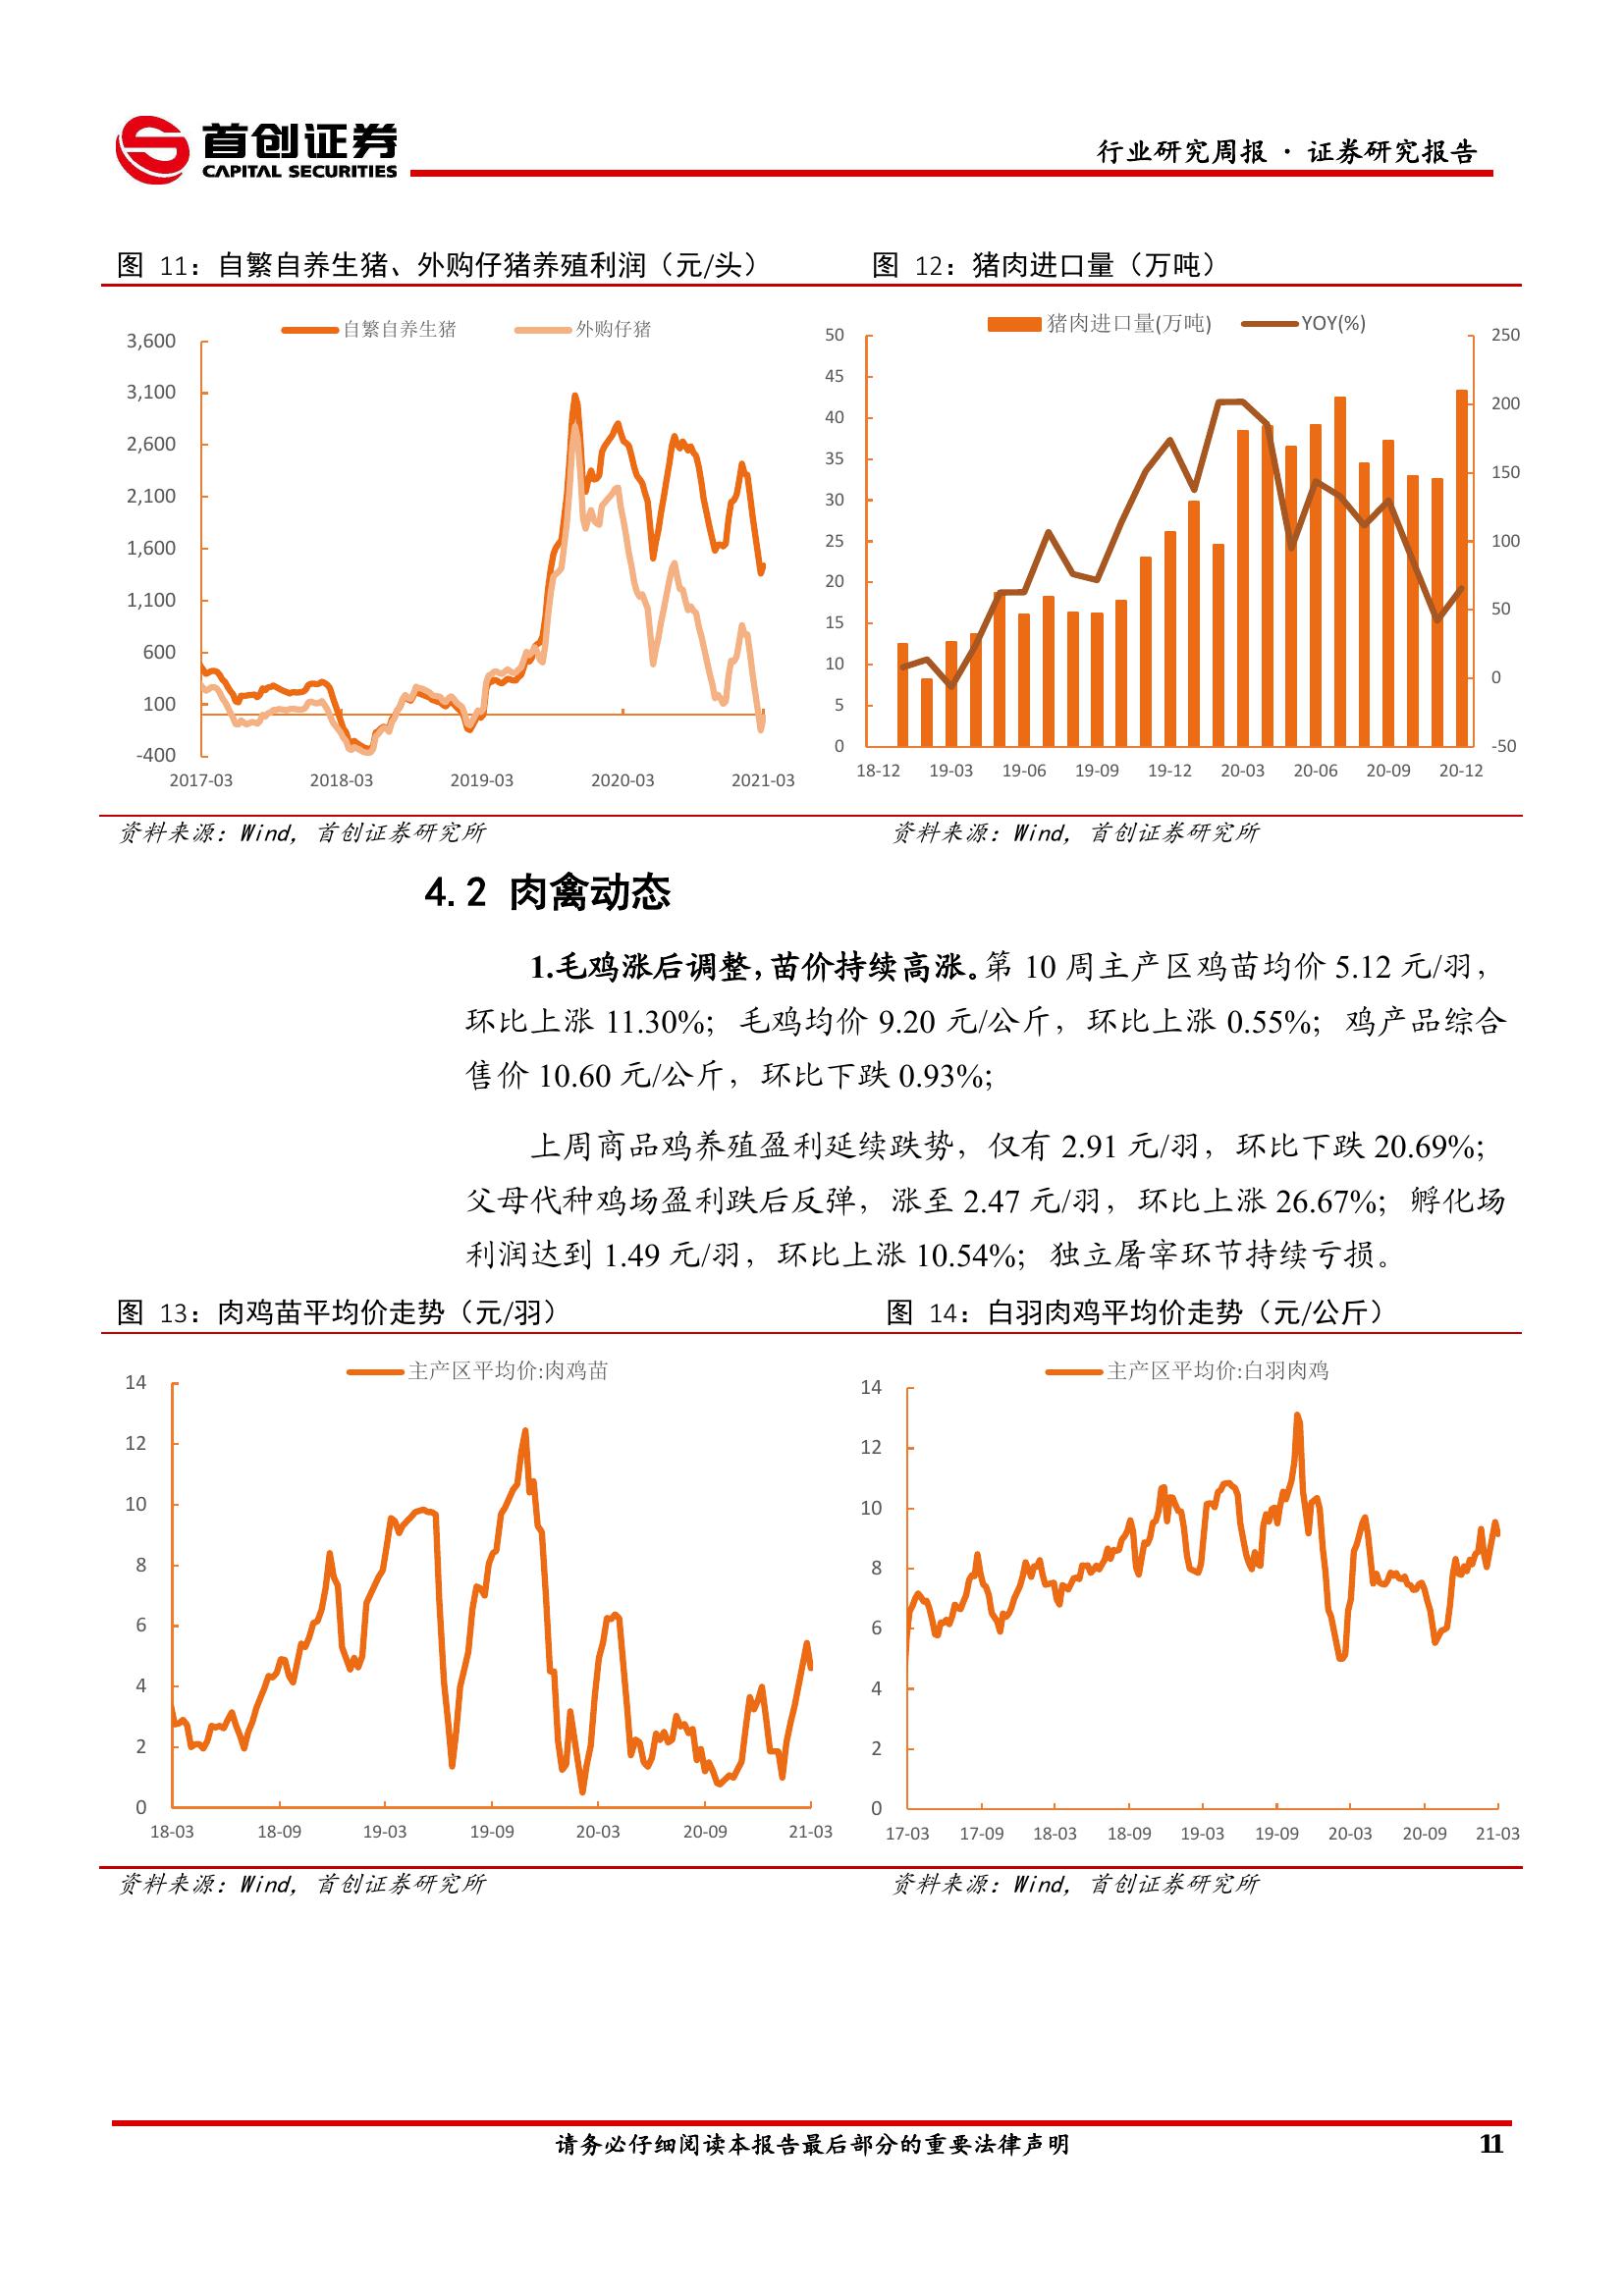 首创证券
CAPITAL SECURITIES
行业研究周报 · 证券研究报告
图 11：自繁自养生猪、外购仔猪养殖利润（元/头）
自繁自养生猪
外购仔猪
3,600
3,100
2,600
2,100
1,600
1,100
600
100
-400
2017-03 2018-03 2019-03 2020-03 2021-03
资料来源：Wind，首创证券研究所
图 12：猪肉进口量（万吨）
猪肉进口量(万吨)
YOY(%)
50
45
40
35
30
25
20
15
10
5
0
250
200
150
100
50
0
-50
18-12 19-03 19-06 19-09 19-12 20-03 20-06 20-09 20-12
资料来源：Wind，首创证券研究所
4.2 肉禽动态
1.毛鸡涨后调整，苗价持续高涨。第 10 周主产区鸡苗均价 5.12 元/羽，
环比上涨 11.30%；毛鸡均价 9.20 元/公斤，环比上涨 0.55%；鸡产品综合
售价 10.60 元/公斤，环比下跌 0.93%；
上周商品鸡养殖盈利延续跌势，仅有 2.91 元/羽，环比下跌 20.69%；
父母代种鸡场盈利跌后反弹，涨至 2.47 元/羽，环比上涨 26.67%；孵化场
利润达到 1.49 元/羽，环比上涨 10.54%；独立屠宰环节持续亏损。
图 13：肉鸡苗平均价走势（元/羽）
主产区平均价:肉鸡苗
14
12
10
8
6
4
2
0
18-03 18-09 19-03 19-09 20-03 20-09 21-03
资料来源：Wind，首创证券研究所
图 14：白羽肉鸡平均价走势（元/公斤）
主产区平均价:白羽肉鸡
14
12
10
8
6
4
2
0
17-03 17-09 18-03 18-09 19-03 19-09 20-03 20-09 21-03
资料来源：Wind，首创证券研究所
请务必仔细阅读本报告最后部分的重要法律声明
11